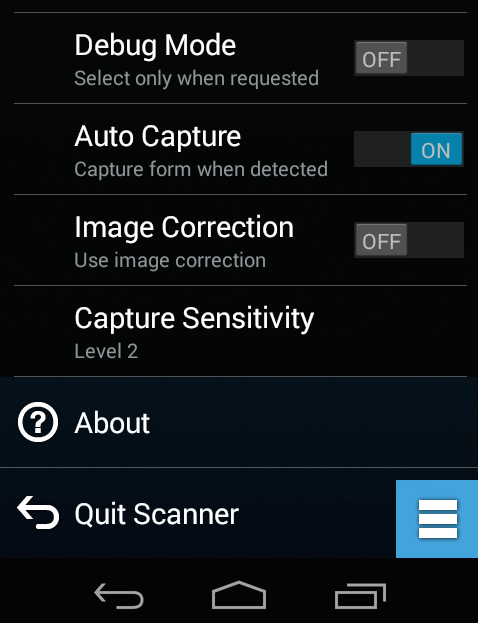 Debug Mode
OFF
Select only when requested
Auto Capture
ON
Capture form when detected
Image Correction
OFF
Use image correction
Capture Sensitivity
Level 2
About
Quit Scanner